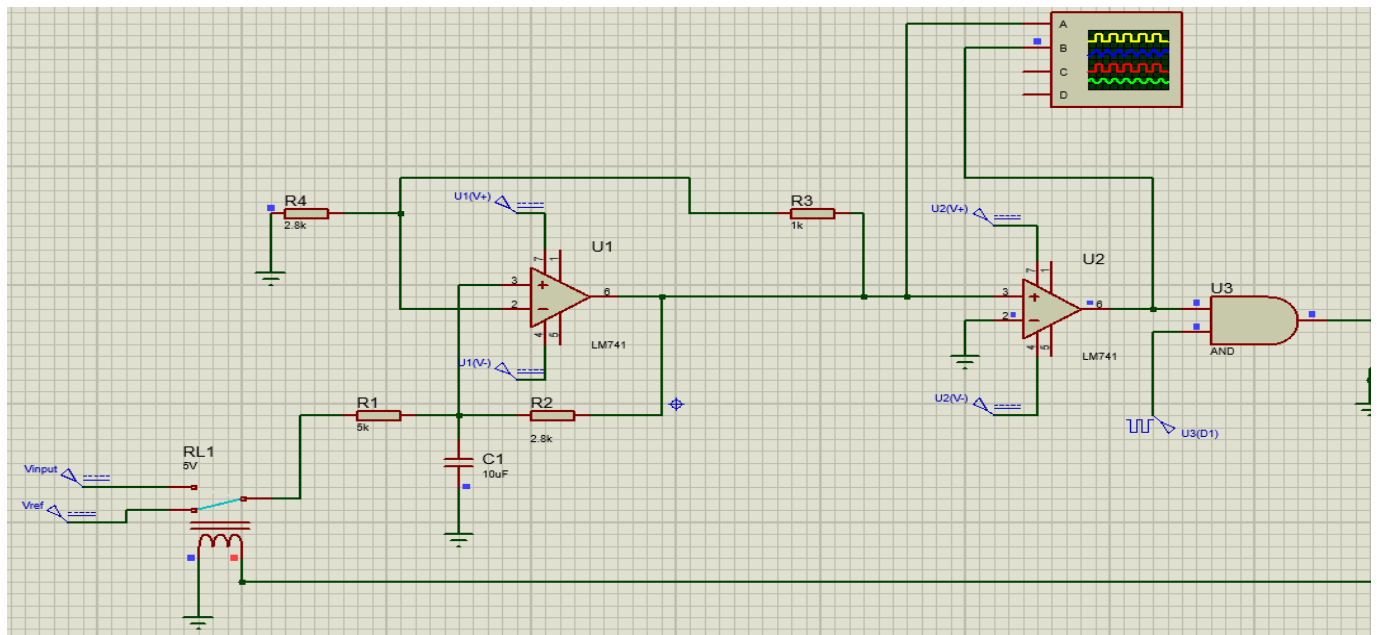 A
B
C
D
R4
2.8k
U1(V+)
7
1
U1
3
2
6
4
5
LM741
U1(V-)
R3
1k
U2(V+)
7
1
U2
3
2
6
4
5
LM741
U2(V-)
U3
AND
U3(D1)
R1
5k
R2
2.8k
C1
10uF
RL1
5V
Vinput
Vref